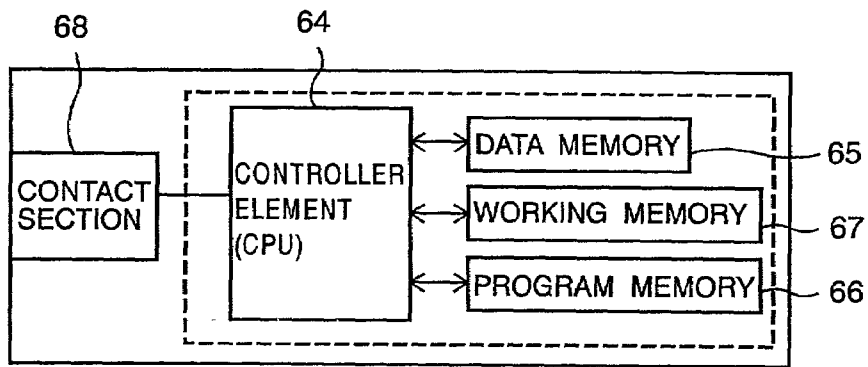 68
64
CONTACT
SECTION
CONTROLLER
ELEMENT
(CPU)
DATA MEMORY
65
WORKING MEMORY
67
PROGRAM MEMORY
66